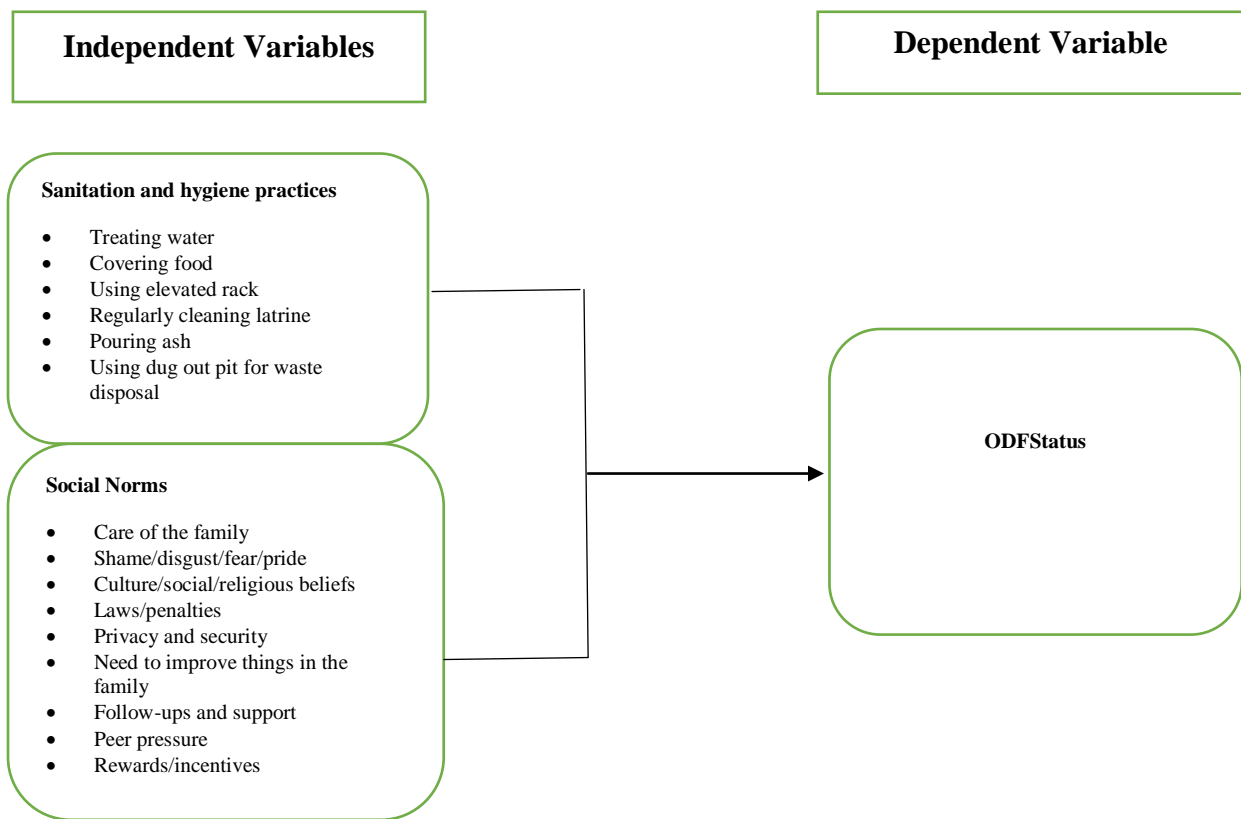 Independent Variables
Dependent Variable
Sanitation and hygiene practices
• Treating water
• Covering food
• Using elevated rack
• Regularly cleaning latrine
• Pouring ash
• Using dug out pit for waste
disposal
Social Norms
• Care of the family
• Shame/disgust/fear/pride
• Culture/social/religious beliefs
• Laws/penalties
• Privacy and security
• Need to improve things in the
family
• Follow-ups and support
• Peer pressure
• Rewards/incentives
ODFStatus